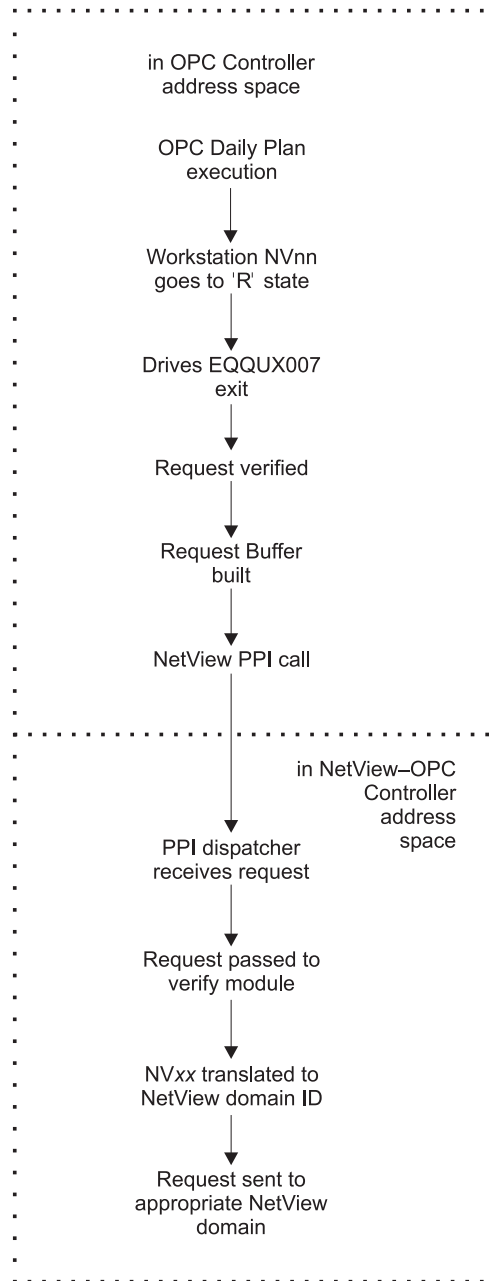 in OPC Controller
address space
OPC Daily Plan
execution
Workstation NVnn
goes to 'R' state
Drives EQQUX007
exit
Request verified
Request Buffer
built
NetView PPI call
in NetView–OPC
Controller
address
space
PPI dispatcher
receives request
Request passed to
verify module
NVxx translated to
NetView domain ID
Request sent to
appropriate NetView
domain